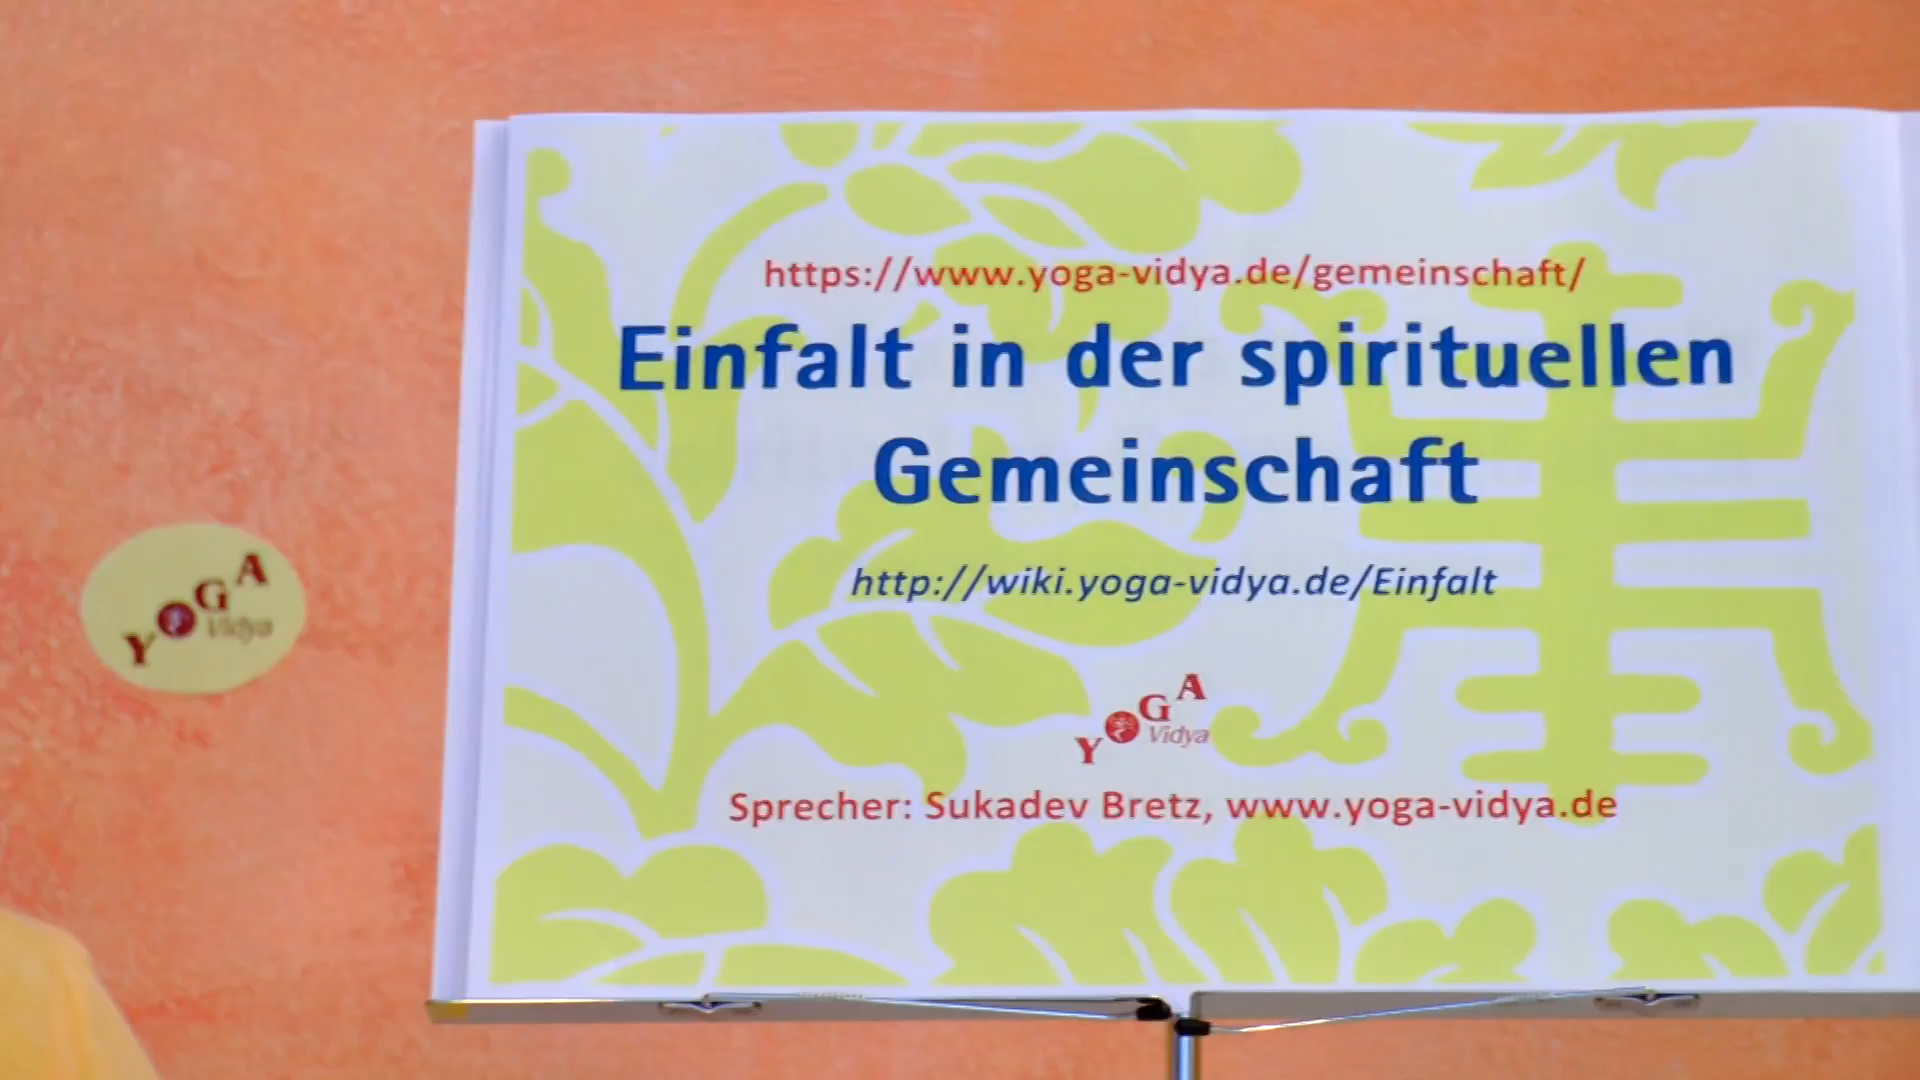 https://www.yoga-vidya.de/gemeinschaft/
Einfalt in der spirituellen
Gemeinschaft
http://wiki.yoga-vidya.de/Einfalt
YOGA
Vidya
YOGA
Vidya
Sprecher: Sukadev Bretz, www.yoga-vidya.de